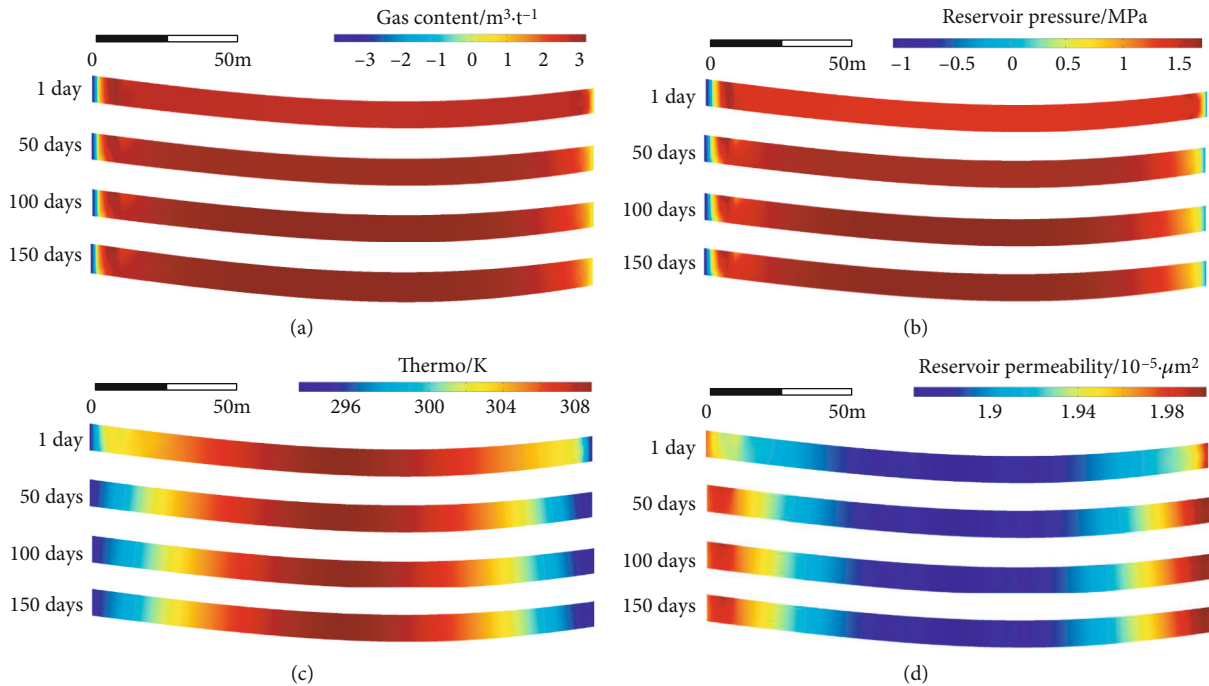 Gas content/m³·t⁻¹
0 50m –3 –2 –1 0 1 2 3
1 day
50 days
100 days
150 days
(a)
Reservoir pressure/MPa
0 50m –1 –0.5 0 0.5 1 1.5
1 day
50 days
100 days
150 days
(b)
Thermo/K
0 50m 296 300 304 308
1 day
50 days
100 days
150 days
(c)
Reservoir permeability/10⁻⁵·μm²
0 50m 1.9 1.94 1.98
1 day
50 days
100 days
150 days
(d)